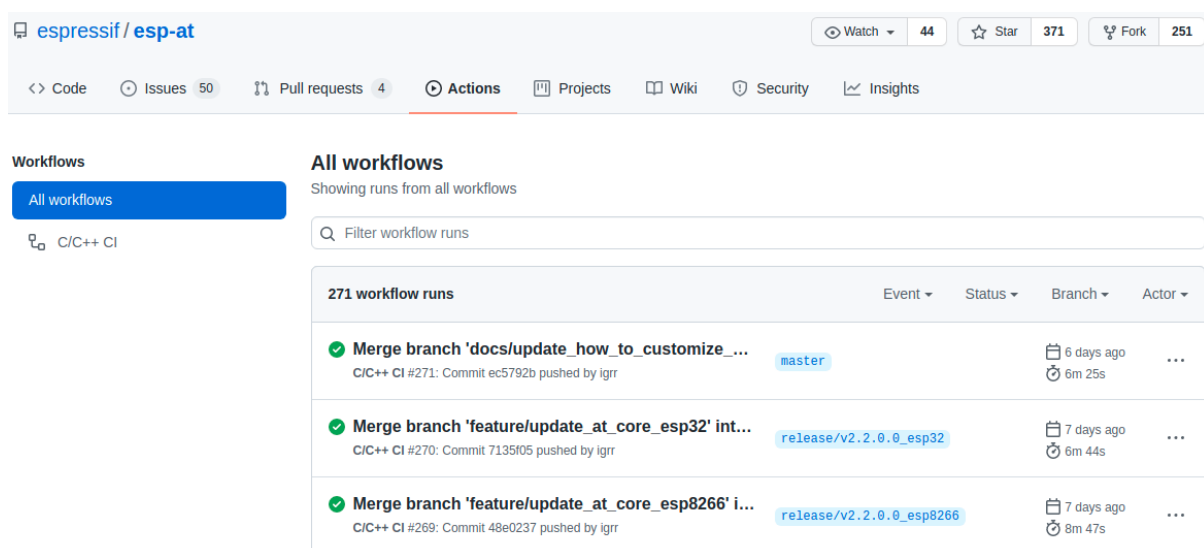 espressif / esp-at
Watch 44 Star 371 Fork 251
Code Issues 50 Pull requests 4 Actions Projects Wiki Security Insights
Workflows
All workflows
C/C++ CI
All workflows
Showing runs from all workflows
Filter workflow runs
271 workflow runs Event Status Branch Actor
Merge branch 'docs/update_how_to_customize_...
C/C++ CI #271: Commit ec5792b pushed by igrr
master
6 days ago
6m 25s
...
Merge branch 'feature/update_at_core_esp32' int...
C/C++ CI #270: Commit 7135f05 pushed by igrr
release/v2.2.0.0_esp32
7 days ago
6m 44s
...
Merge branch 'feature/update_at_core_esp8266' i...
C/C++ CI #269: Commit 48e0237 pushed by igrr
release/v2.2.0.0_esp8266
7 days ago
8m 47s
...